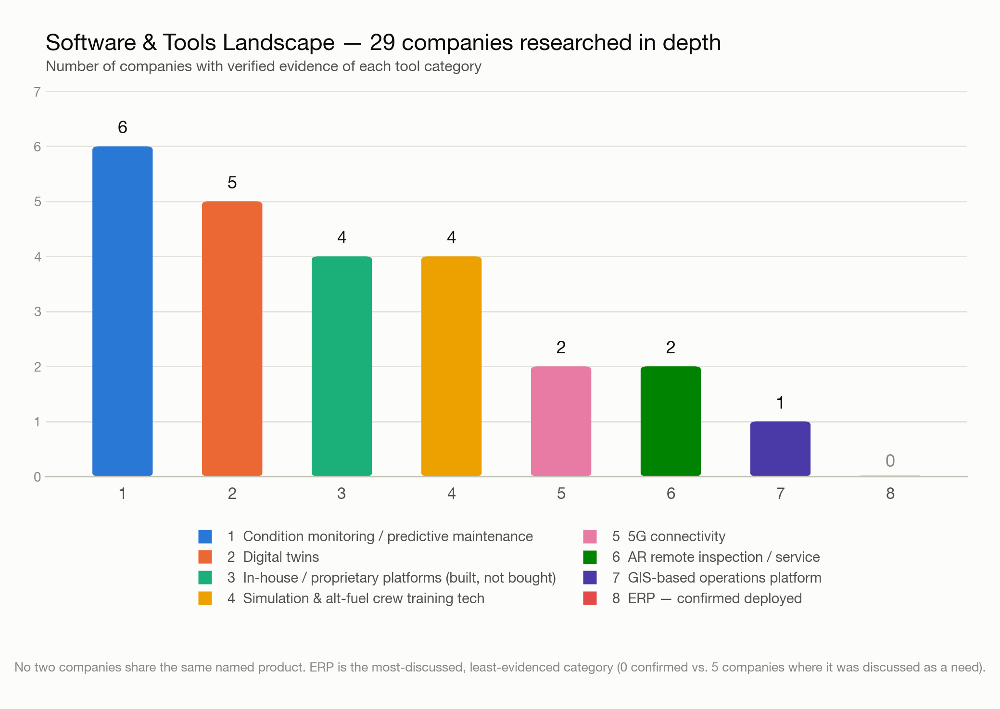 Software & Tools Landscape — 29 companies researched in depth
Number of companies with verified evidence of each tool category
7
6
5
4
3
2
1
0
6
5
4
4
2
2
1
0
1 2 3 4 5 6 7 8
1 Condition monitoring / predictive maintenance
2 Digital twins
3 In-house / proprietary platforms (built, not bought)
4 Simulation & alt-fuel crew training tech
5 5G connectivity
6 AR remote inspection / service
7 GIS-based operations platform
8 ERP — confirmed deployed
No two companies share the same named product. ERP is the most-discussed, least-evidenced category (0 confirmed vs. 5 companies where it was discussed as a need).